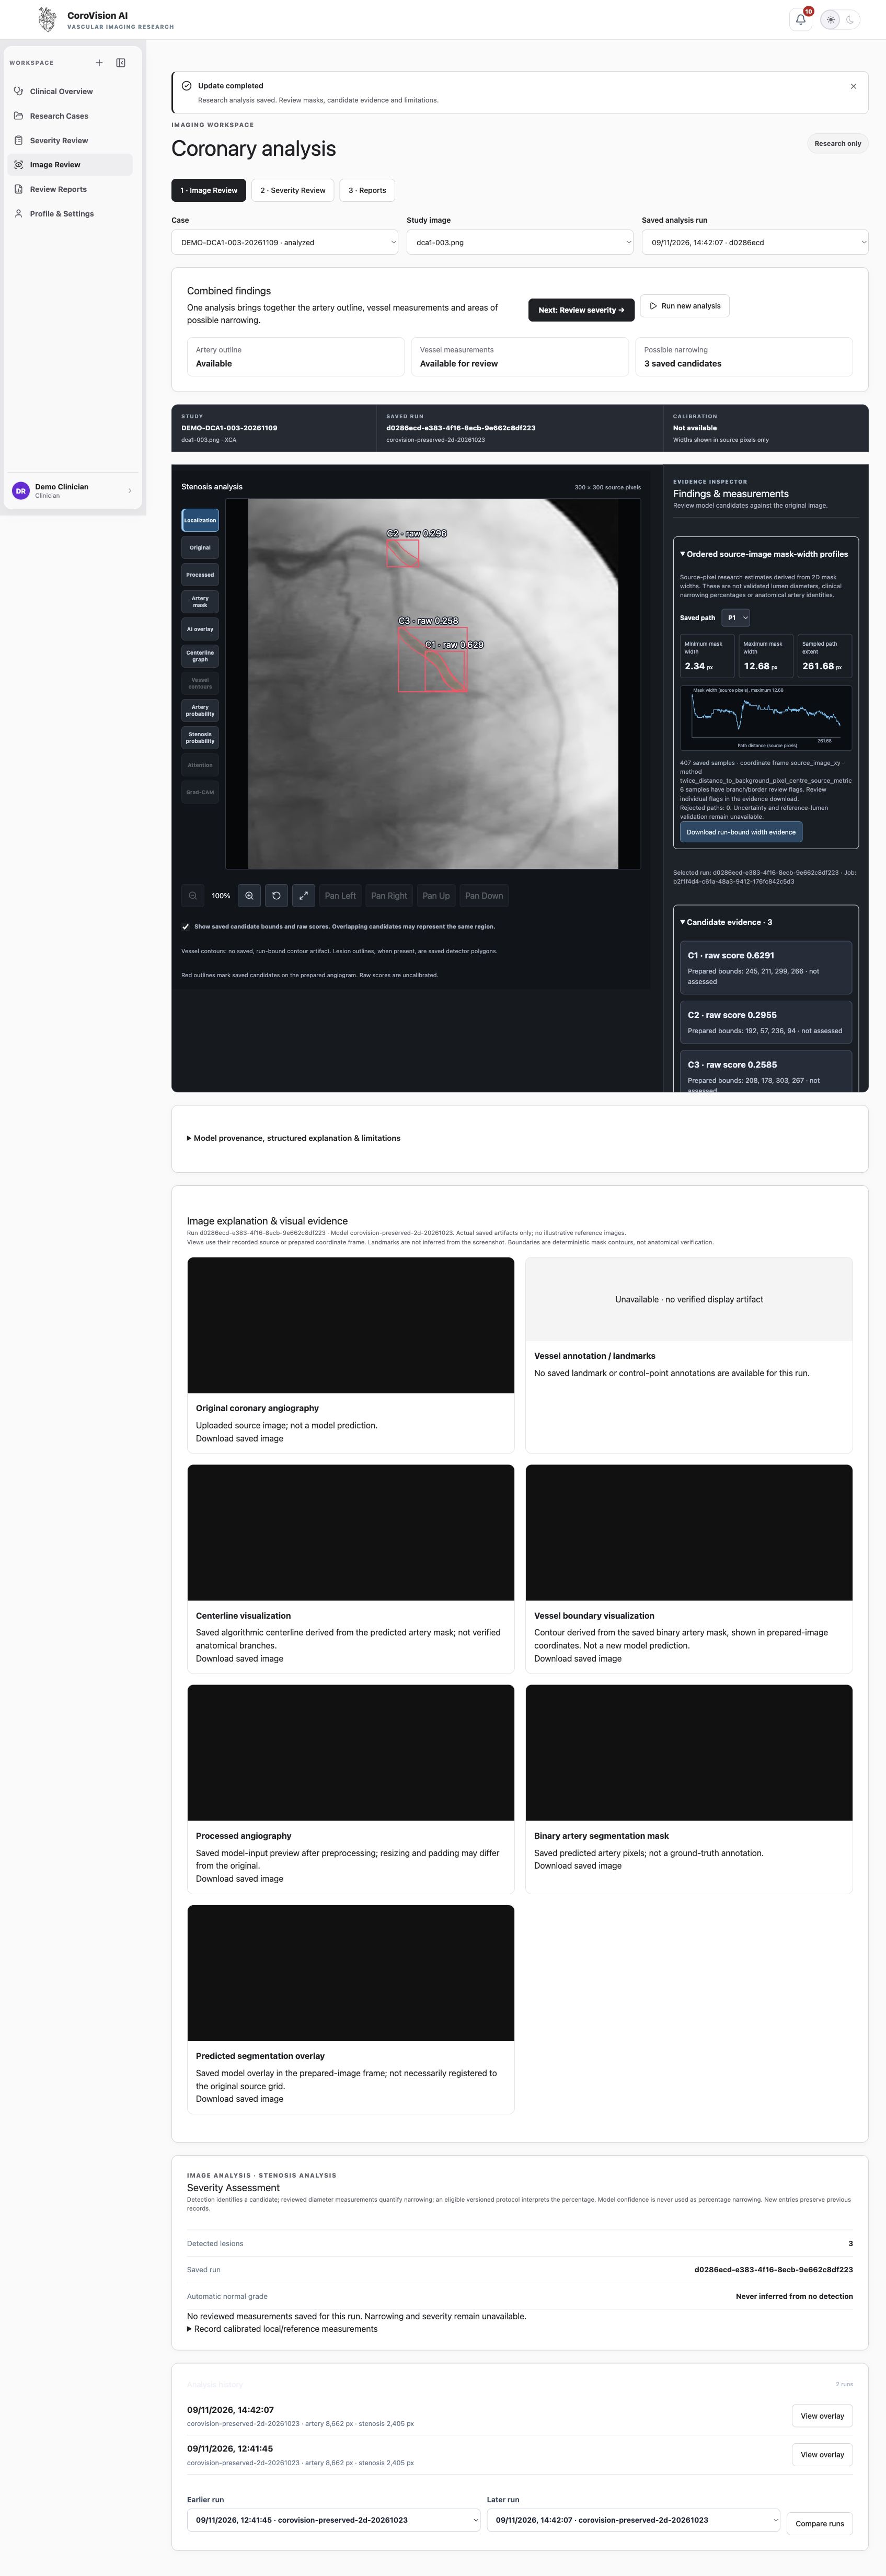 CoroVision AI
VASCULAR IMAGING RESEARCH
10
WORKSPACE
Clinical Overview
Research Cases
Severity Review
Image Review
Review Reports
Profile & Settings
DR
Demo Clinician
Clinician
Update completed
Research analysis saved. Review masks, candidate evidence and limitations.
IMAGING WORKSPACE
Coronary analysis
Research only
1 · Image Review
2 · Severity Review
3 · Reports
Case
Study image
Saved analysis run
DEMO-DCA1-003-20261109 · analyzed
dca1-003.png
09/11/2026, 14:42:07 · d0286ecd
Combined findings
One analysis brings together the artery outline, vessel measurements and areas of
possible narrowing.
Next: Review severity →
Run new analysis
Artery outline
Available
Vessel measurements
Available for review
Possible narrowing
3 saved candidates
STUDY
DEMO-DCA1-003-20261109
dca1-003.png · XCA
SAVED RUN
d0286ecd-e383-4f16-8ecb-9e662c8df223
corovision-preserved-2d-20261023
CALIBRATION
Not available
Widths shown in source pixels only
Stenosis analysis
300 × 300 source pixels
Localization
Original
Processed
Artery
mask
AI overlay
Centerline
graph
Vessel
contours
Artery
probability
Stenosis
probability
Attention
Grad-CAM
C2 · raw 0.296
C3 · raw 0.258
C1 · raw 0.629
100%
Pan Left
Pan Right
Pan Up
Pan Down
Show saved candidate bounds and raw scores. Overlapping candidates may represent the same region.
Vessel contours: no saved, run-bound contour artifact. Lesion outlines, when present, are saved detector polygons.
Red outlines mark saved candidates on the prepared angiogram. Raw scores are uncalibrated.
EVIDENCE INSPECTOR
Findings & measurements
Review model candidates against the original image.
▼ Ordered source-image mask-width profiles
Source-pixel research estimates derived from 2D mask
widths. These are not validated lumen diameters, clinical
narrowing percentages or anatomical artery identities.
Saved path
P1
Minimum mask
width
2.34 px
Maximum mask
width
12.68 px
Sampled path
extent
261.68 px
Mask width (source pixels), maximum 12.68
261.68
Path distance (source pixels)
407 saved samples · coordinate frame source_image_xy ·
method
twice_distance_to_background_pixel_centre_source_metric
6 samples have branch/border review flags. Review
individual flags in the evidence download.
Rejected paths: 0. Uncertainty and reference-lumen
validation remain unavailable.
Download run-bound width evidence
Selected run: d0286ecd-e383-4f16-8ecb-9e662c8df223 · Job:
b2f1f4d4-c61a-48a3-9412-176fc842c5d3
▼ Candidate evidence · 3
C1 · raw score 0.6291
Prepared bounds: 245, 211, 299, 266 · not
assessed
C2 · raw score 0.2955
Prepared bounds: 192, 57, 236, 94 · not assessed
C3 · raw score 0.2585
Prepared bounds: 208, 178, 303, 267 · not
assessed
▶ Model provenance, structured explanation & limitations
Image explanation & visual evidence
Run d0286ecd-e383-4f16-8ecb-9e662c8df223 · Model corovision-preserved-2d-20261023. Actual saved artifacts only; no illustrative reference images.
Views use their recorded source or prepared coordinate frame. Landmarks are not inferred from the screenshot. Boundaries are deterministic mask contours, not anatomical verification.
Original coronary angiography
Uploaded source image; not a model prediction.
Download saved image
Unavailable · no verified display artifact
Vessel annotation / landmarks
No saved landmark or control-point annotations are available for this run.
Centerline visualization
Saved algorithmic centerline derived from the predicted artery mask; not verified
anatomical branches.
Download saved image
Vessel boundary visualization
Contour derived from the saved binary artery mask, shown in prepared-image
coordinates. Not a new model prediction.
Download saved image
Processed angiography
Saved model-input preview after preprocessing; resizing and padding may differ
from the original.
Download saved image
Binary artery segmentation mask
Saved predicted artery pixels; not a ground-truth annotation.
Download saved image
Predicted segmentation overlay
Saved model overlay in the prepared-image frame; not necessarily registered to
the original source grid.
Download saved image
IMAGE ANALYSIS · STENOSIS ANALYSIS
Severity Assessment
Detection identifies a candidate; reviewed diameter measurements quantify narrowing; an eligible versioned protocol interprets the percentage. Model confidence is never used as percentage narrowing. New entries preserve previous
records.
Detected lesions
3
Saved run
d0286ecd-e383-4f16-8ecb-9e662c8df223
Automatic normal grade
Never inferred from no detection
No reviewed measurements saved for this run. Narrowing and severity remain unavailable.
▶ Record calibrated local/reference measurements
Analysis history
2 runs
09/11/2026, 14:42:07
corovision-preserved-2d-20261023 · artery 8,662 px · stenosis 2,405 px
View overlay
09/11/2026, 12:41:45
corovision-preserved-2d-20261023 · artery 8,662 px · stenosis 2,405 px
View overlay
Earlier run
Later run
09/11/2026, 12:41:45 · corovision-preserved-2d-20261023
09/11/2026, 14:42:07 · corovision-preserved-2d-20261023
Compare runs